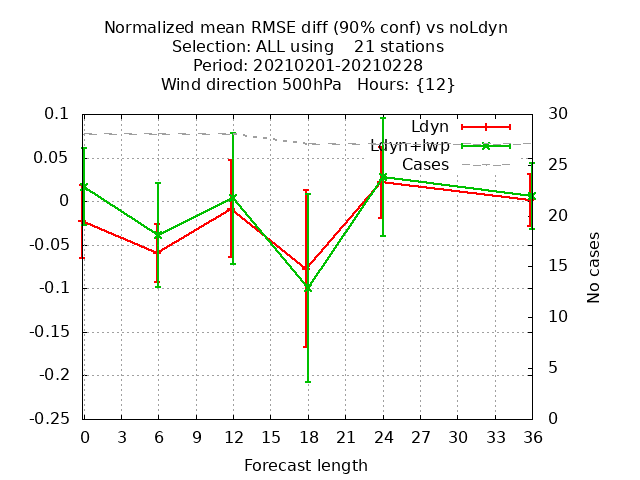 Normalized mean RMSE diff (90% conf) vs noLdyn
Selection: ALL using    21 stations
Period: 20210201-20210228
Wind direction 500hPa   Hours: {12}
0.1
0.05
0
-0.05
-0.1
-0.15
-0.2
-0.25
Ldyn
Ldyn+lwp
Cases
30
25
20
15
10
5
0
No cases
0 3 6 9 12 15 18 21 24 27 30 33 36
Forecast length